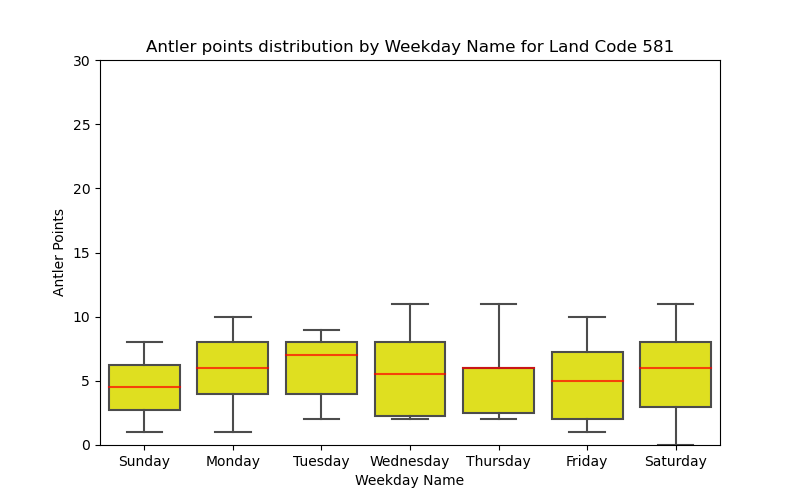 Antler points distribution by Weekday Name for Land Code 581
30
25
20
15
10
5
0
Antler Points
Sunday Monday Tuesday Wednesday Thursday Friday Saturday
Weekday Name